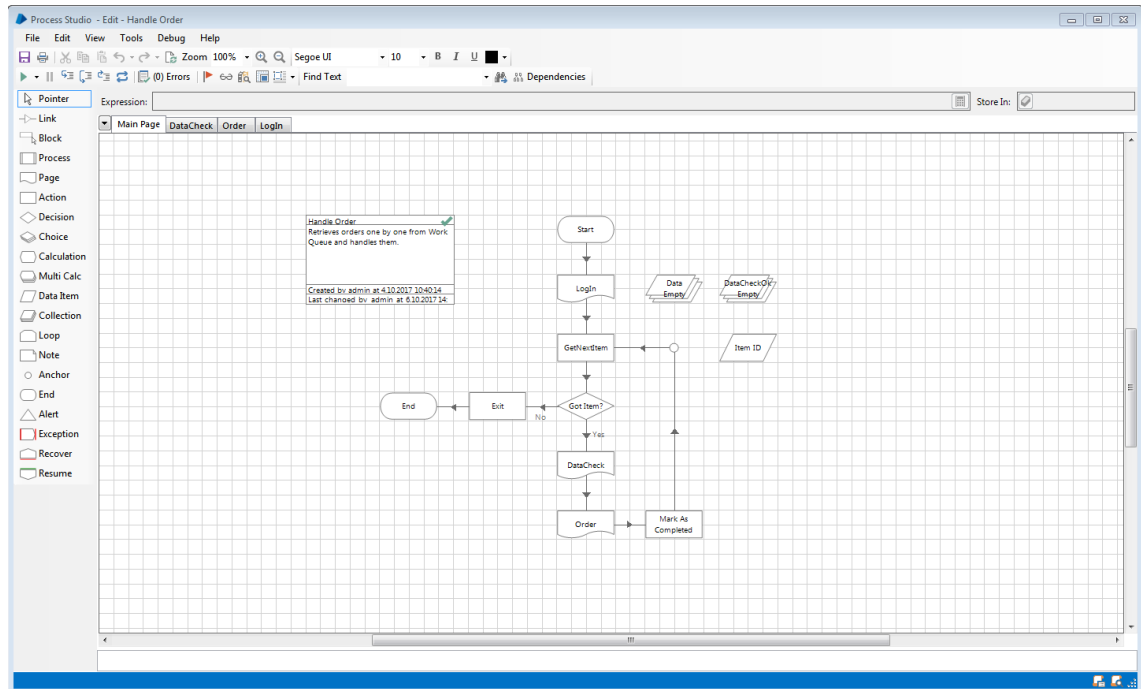 Process Studio - Edit - Handle Order
File Edit View Tools Debug Help
Zoom 100% Segoe UI 10 B I U
(0) Errors Find Text Dependencies
Pointer
Link
Block
Process
Page
Action
Decision
Choice
Calculation
Multi Calc
Data Item
Collection
Loop
Note
Anchor
End
Alert
Exception
Recover
Resume
Expression: Store In:
Main Page DataCheck Order LogIn
Handle Order
Retrieves orders one by one from Work
Queue and handles them.
Created by admin at 4.10.2017 10:40:14
Last changed by admin at 6.10.2017 14:
Start
LogIn
Data
Empty
DataCheckOk
Empty
GetNextItem
Item ID
End
Exit
No
Got Item?
Yes
DataCheck
Order
Mark As
Completed